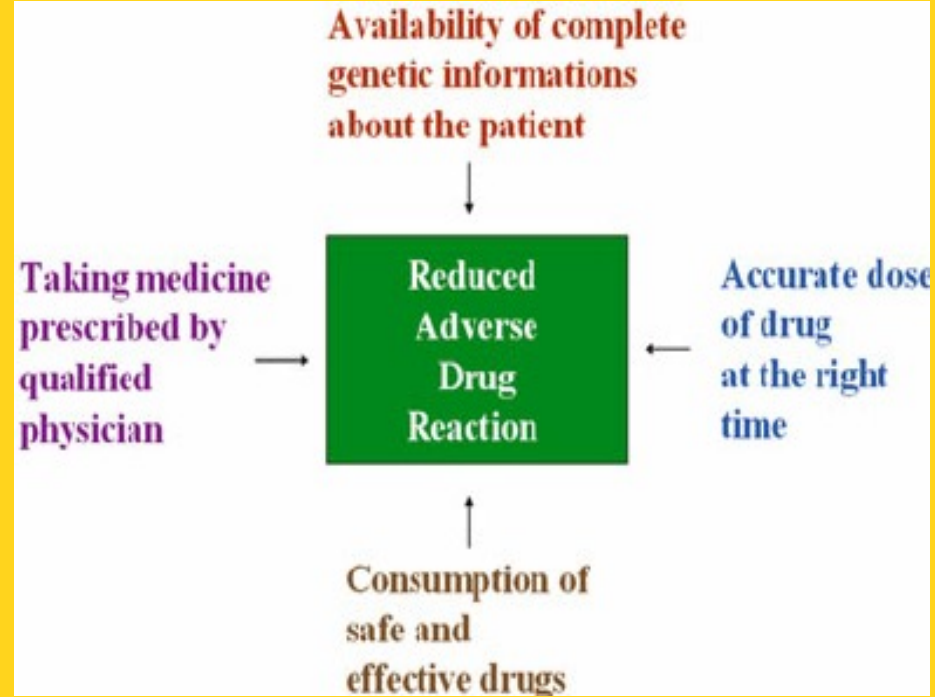 Availability of complete
genetic informations
about the patient
Taking medicine
prescribed by
qualified
physician
Reduced
Adverse
Drug
Reaction
Accurate dose
of drug
at the right
time
Consumption of
safe and
effective drugs